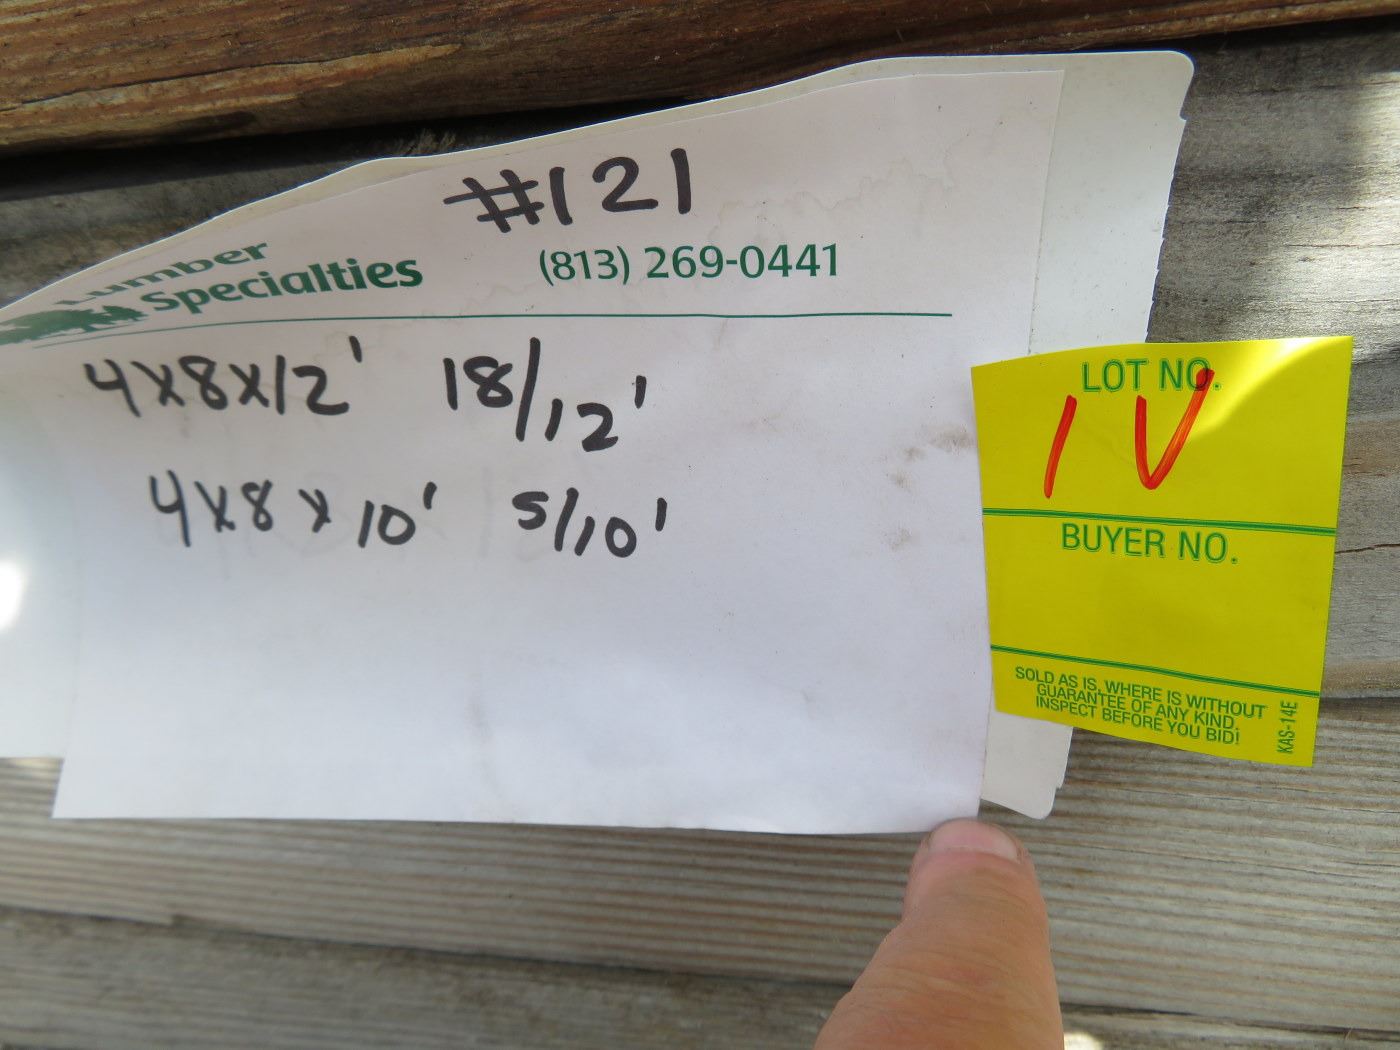 #121
Lumber
Specialties
(813) 269-0441
4x8x12' 18/12'
4x8x10' 5/10'
LOT NO.
1V
BUYER NO.
SOLD AS IS, WHERE IS WITHOUT
GUARANTEE OF ANY KIND.
INSPECT BEFORE YOU BID!
KAS-14E